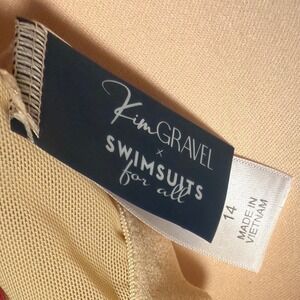 Kim GRAVEL
x
SWIMSUITS
for all
14
MADE IN
VIETNAM